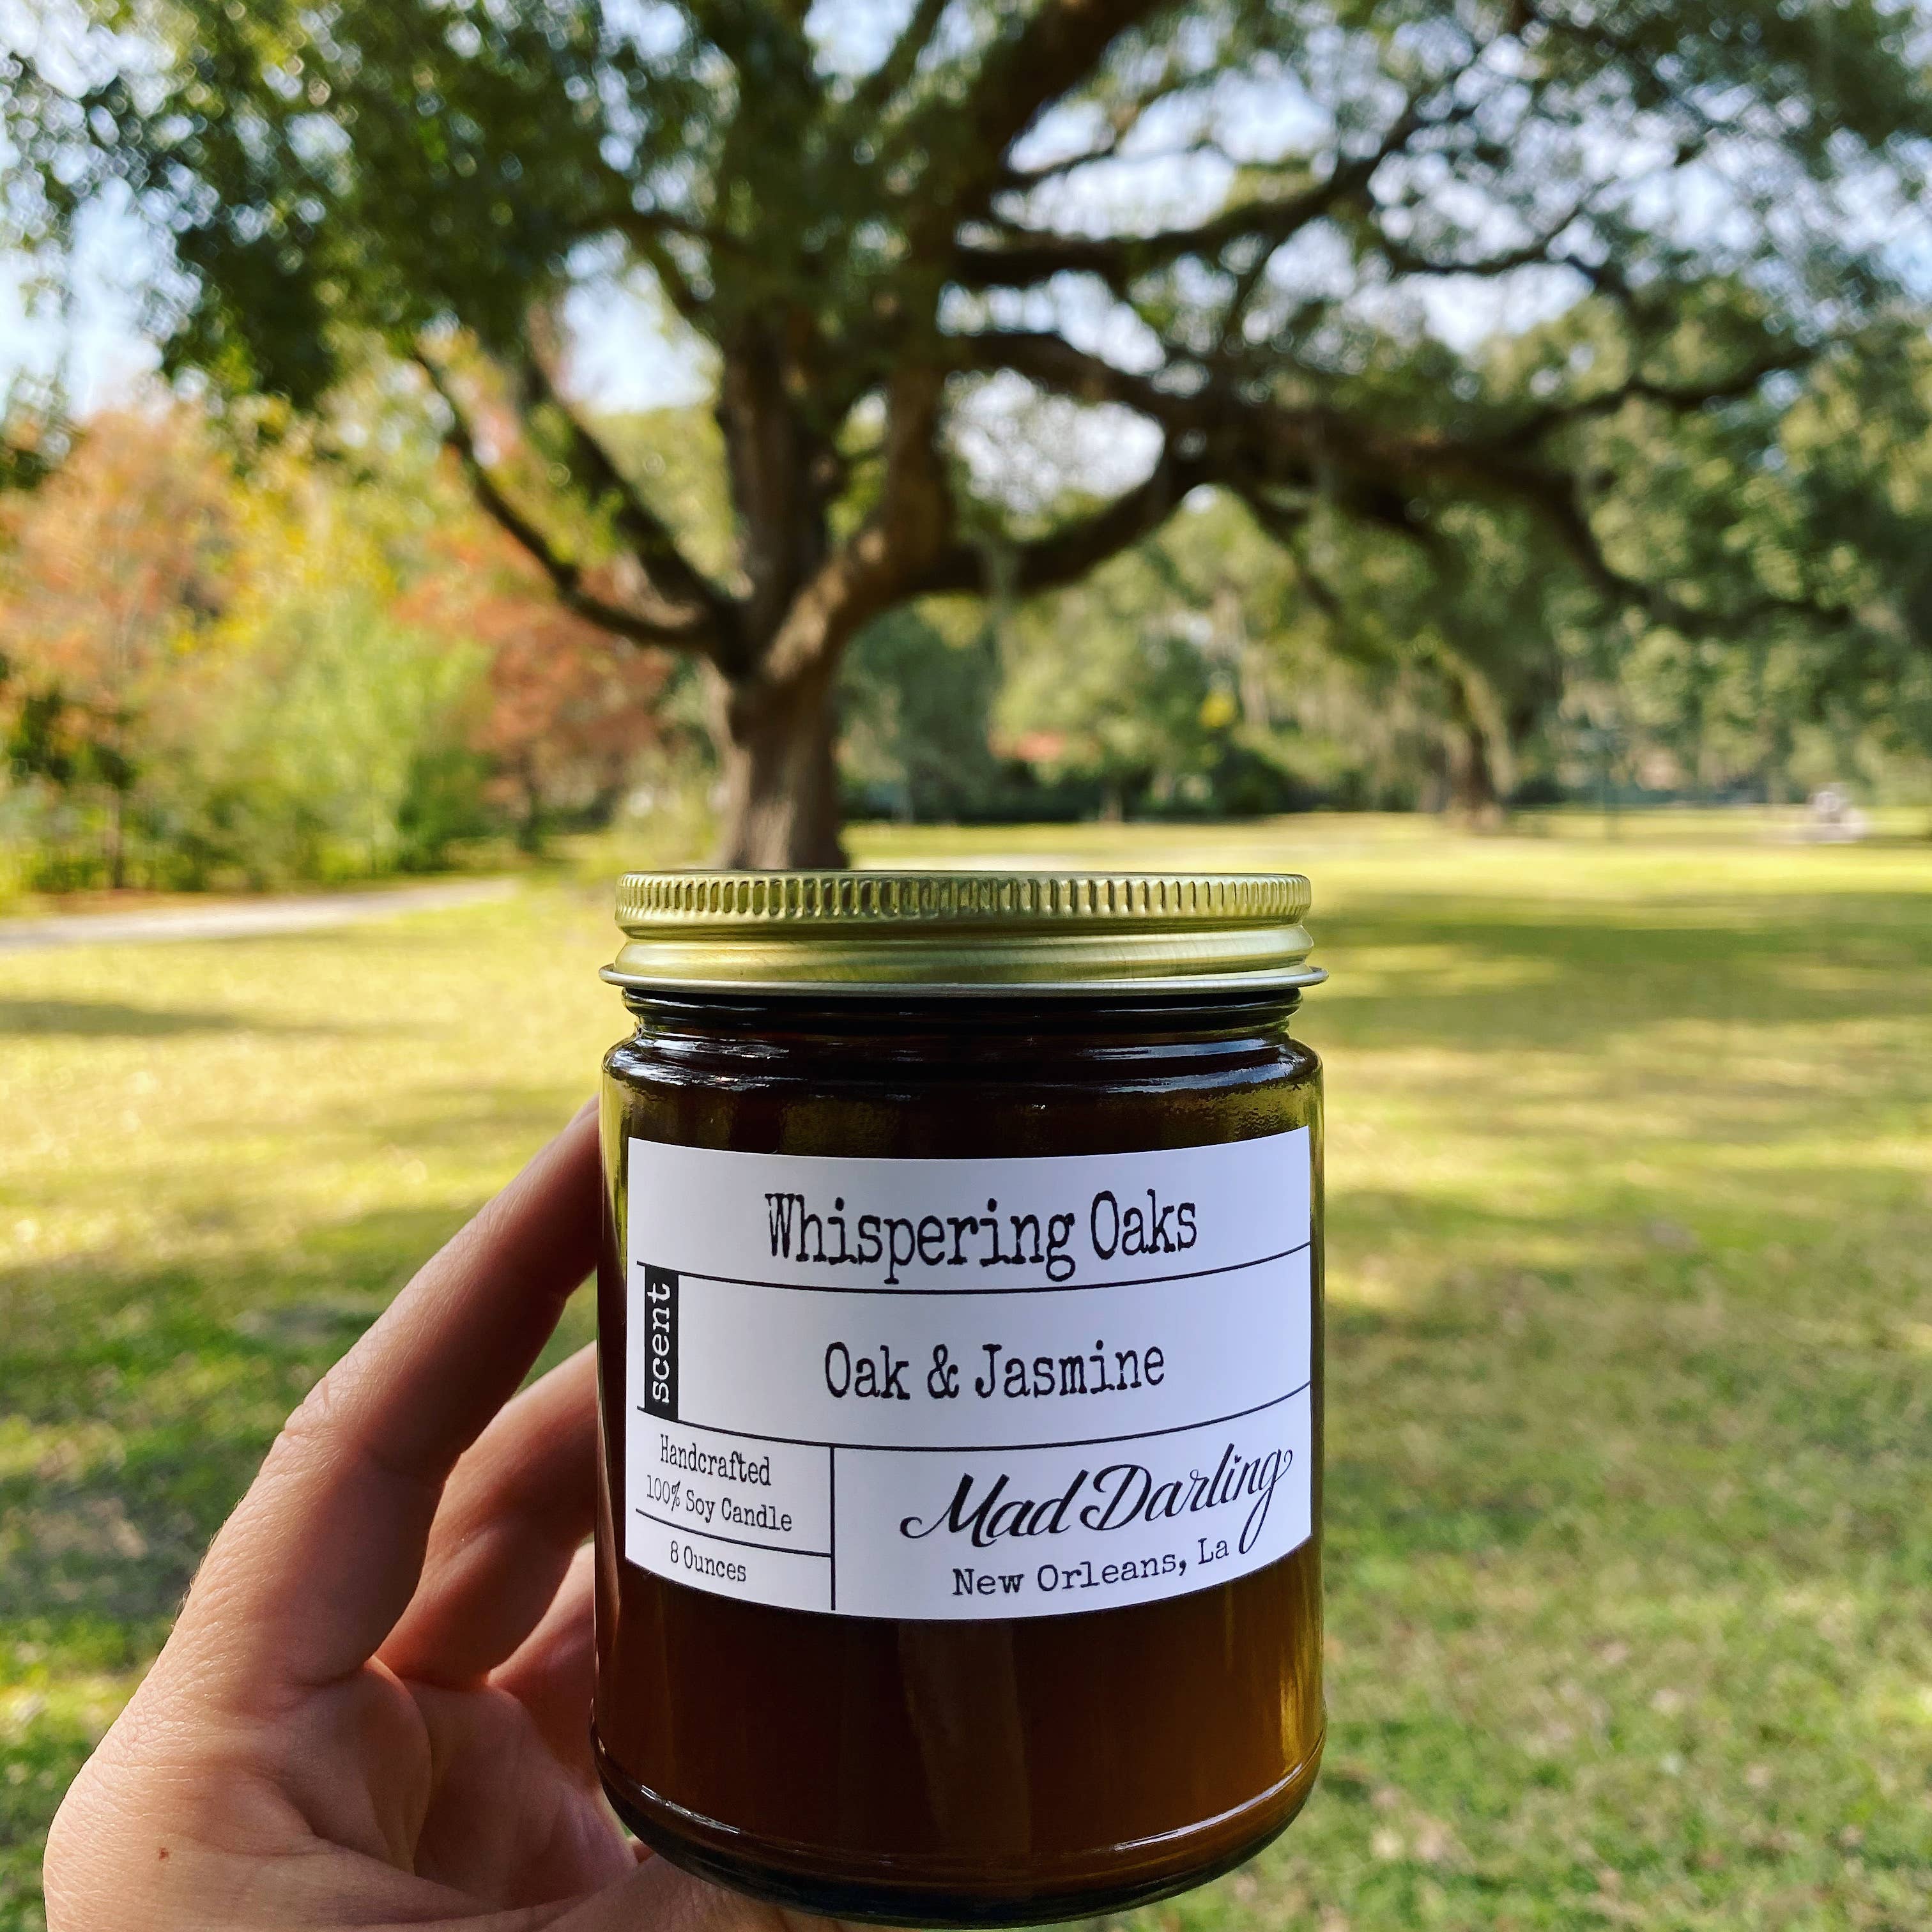 Whispering Oaks
scent
Oak & Jasmine
Handcrafted
100% Soy Candle
8 Ounces
Mad Darling
New Orleans, La